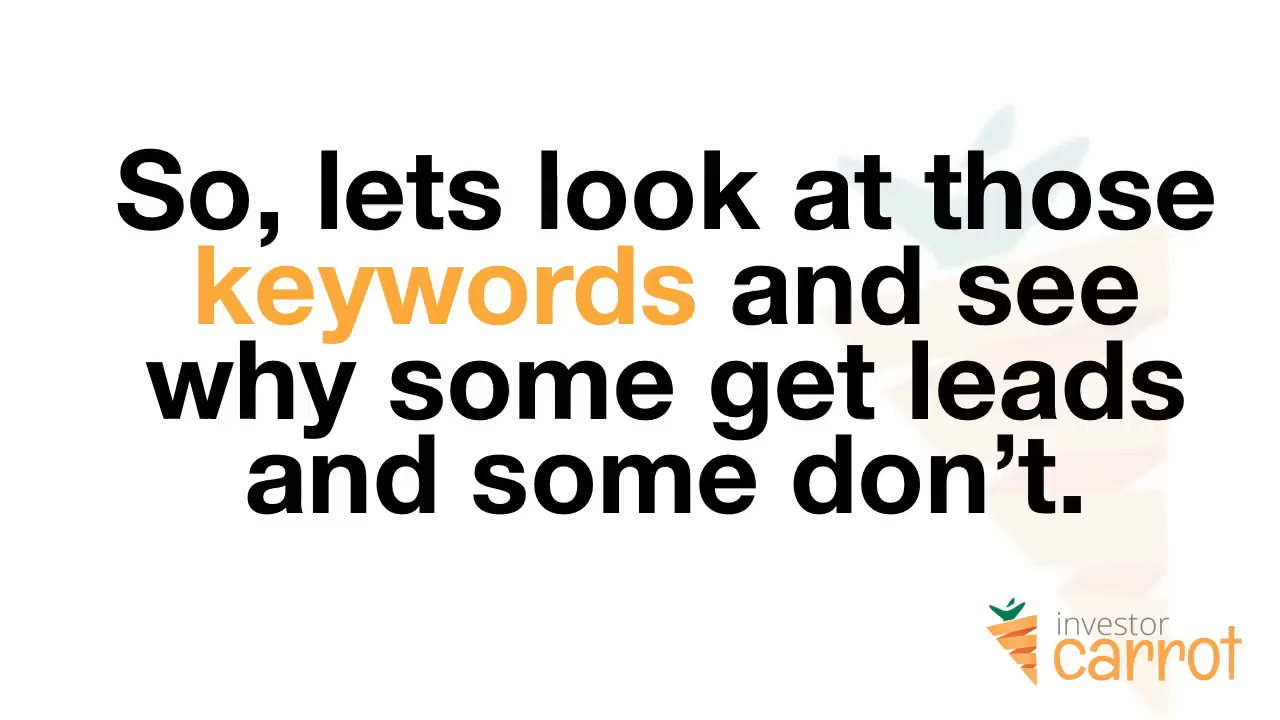 So, lets look at those
keywords and see
why some get leads
and some don’t.
investor
carrot